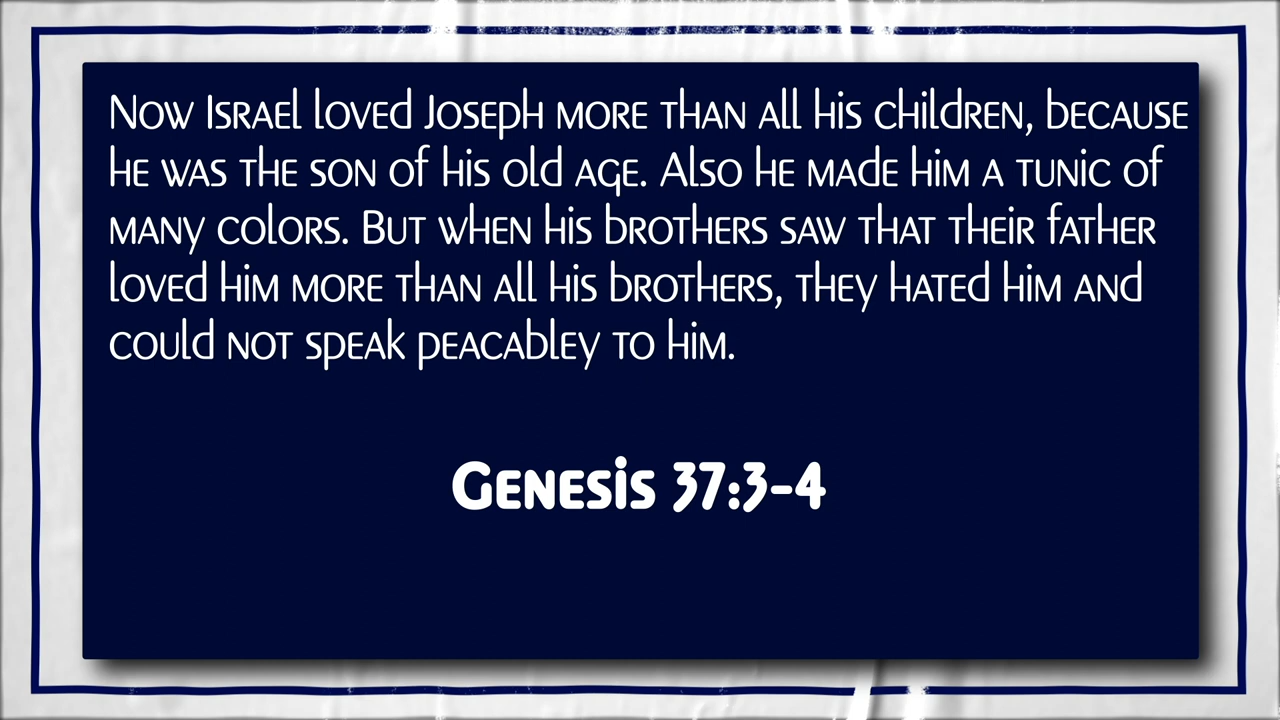 Now Israel loved Joseph more than all his children, because
he was the son of his old age. Also he made him a tunic of
many colors. But when his brothers saw that their father
loved him more than all his brothers, they hated him and
could not speak peacabley to him.
Genesis 37:3-4